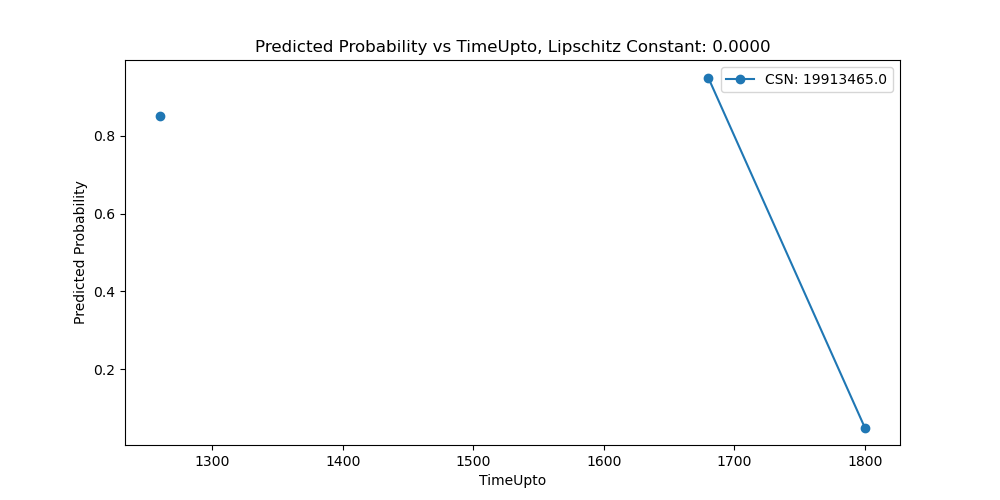 Predicted Probability vs TimeUpto, Lipschitz Constant: 0.0000
CSN: 19913465.0
Predicted Probability
0.8
0.6
0.4
0.2
1300 1400 1500 1600 1700 1800
TimeUpto